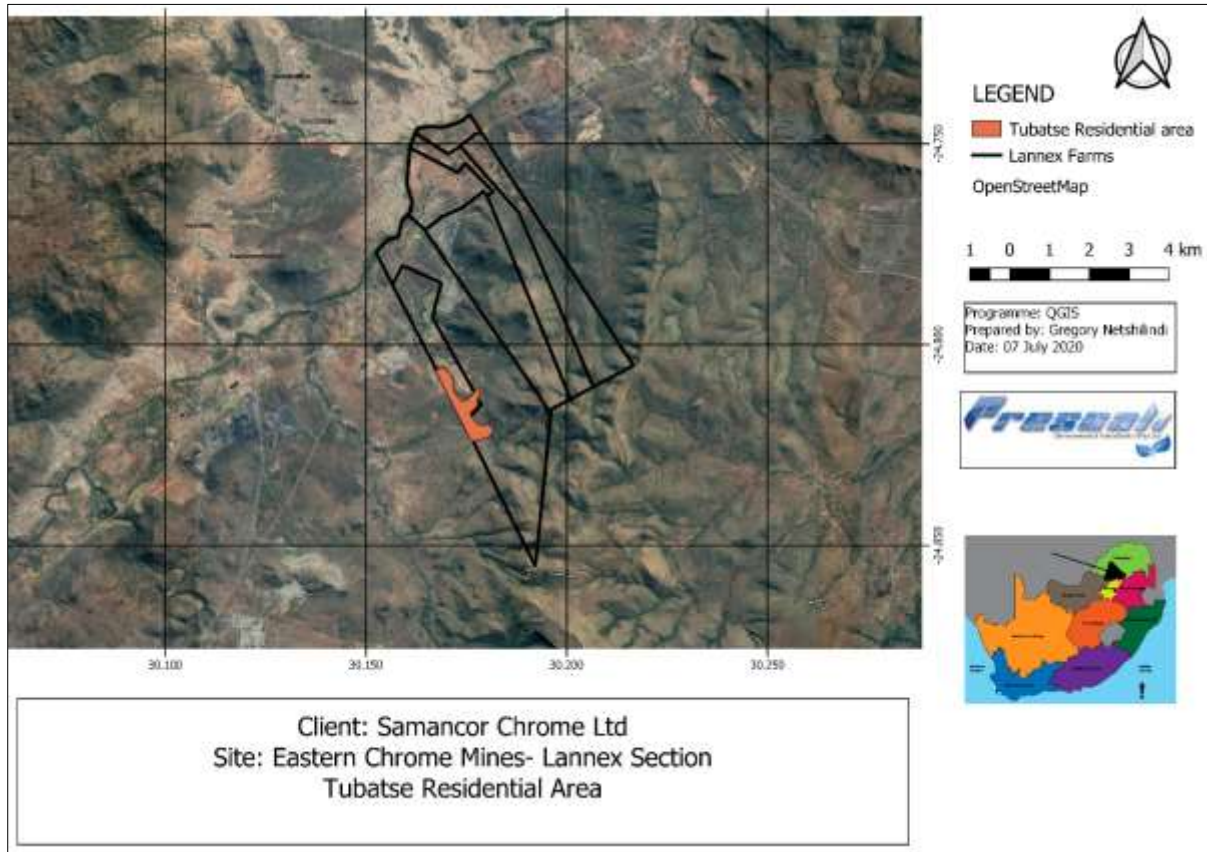 LEGEND
Tubatse Residential area
Lannex Farms
OpenStreetMap
1 0 1 2 3 4 km
Programme: QGIS
Prepared by: Gregory Netshilindi
Date: 07 July 2020
Prescali
-24.750
-24.800
-24.850
30.100 30.150 30.200 30.250
Client: Samancor Chrome Ltd
Site: Eastern Chrome Mines- Lannex Section
Tubatse Residential Area